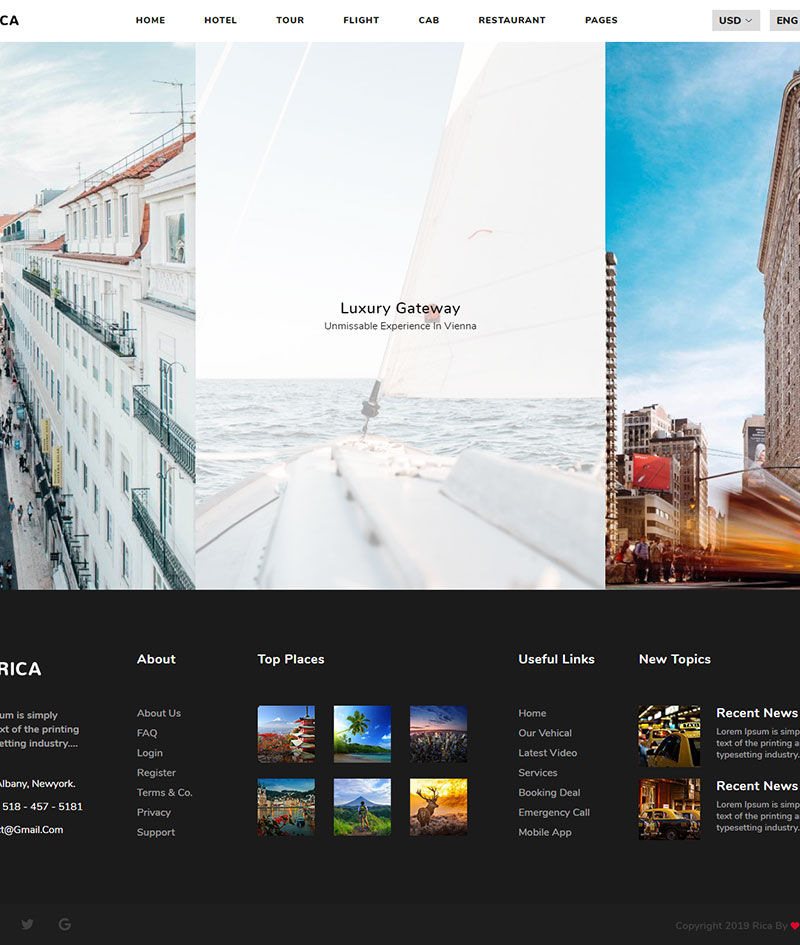 CA
HOME HOTEL TOUR FLIGHT CAB RESTAURANT PAGES USD ENG
Luxury Gateway
Unmissable Experience In Vienna
RICA
um is simply
xt of the printing
etting industry....
Albany, Newyork.
518 - 457 - 5181
ct@Gmail.Com
About
About Us
FAQ
Login
Register
Terms & Co.
Privacy
Support
Top Places
Useful Links
Home
Our Vehical
Latest Video
Services
Booking Deal
Emergency Call
Mobile App
New Topics
Recent News
Lorem Ipsum is simp
text of the printing a
typesetting industry.
Recent News
Lorem Ipsum is simp
text of the printing a
typesetting industry.
Copyright 2019 Rica By